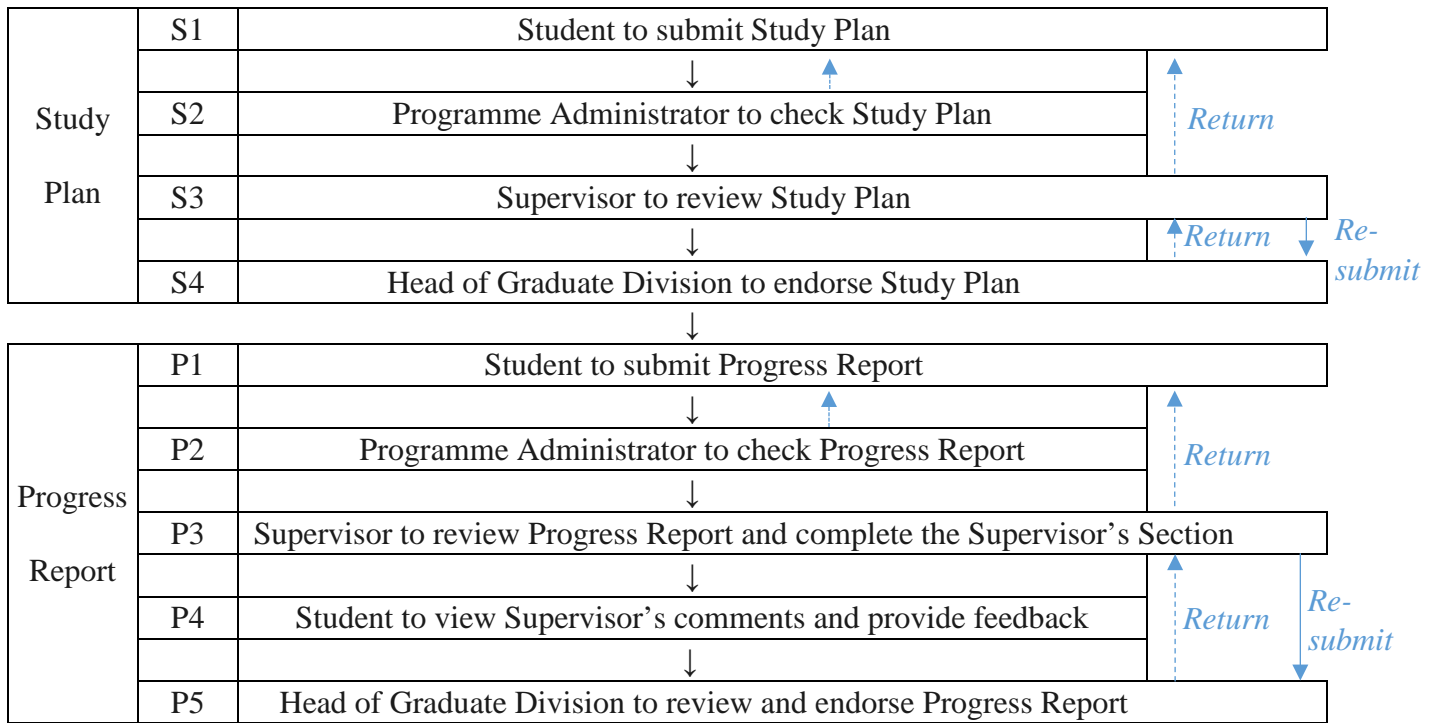 S1 Student to submit Study Plan
↓
Study Plan
S2 Programme Administrator to check Study Plan
Return
↓
S3 Supervisor to review Study Plan
Return
Re-
submit
S4 Head of Graduate Division to endorse Study Plan
↓
P1 Student to submit Progress Report
↓
P2 Programme Administrator to check Progress Report
Return
↓
Progress
Report
P3 Supervisor to review Progress Report and complete the Supervisor’s Section
↓
P4 Student to view Supervisor’s comments and provide feedback
Return
Re-
submit
↓
P5 Head of Graduate Division to review and endorse Progress Report